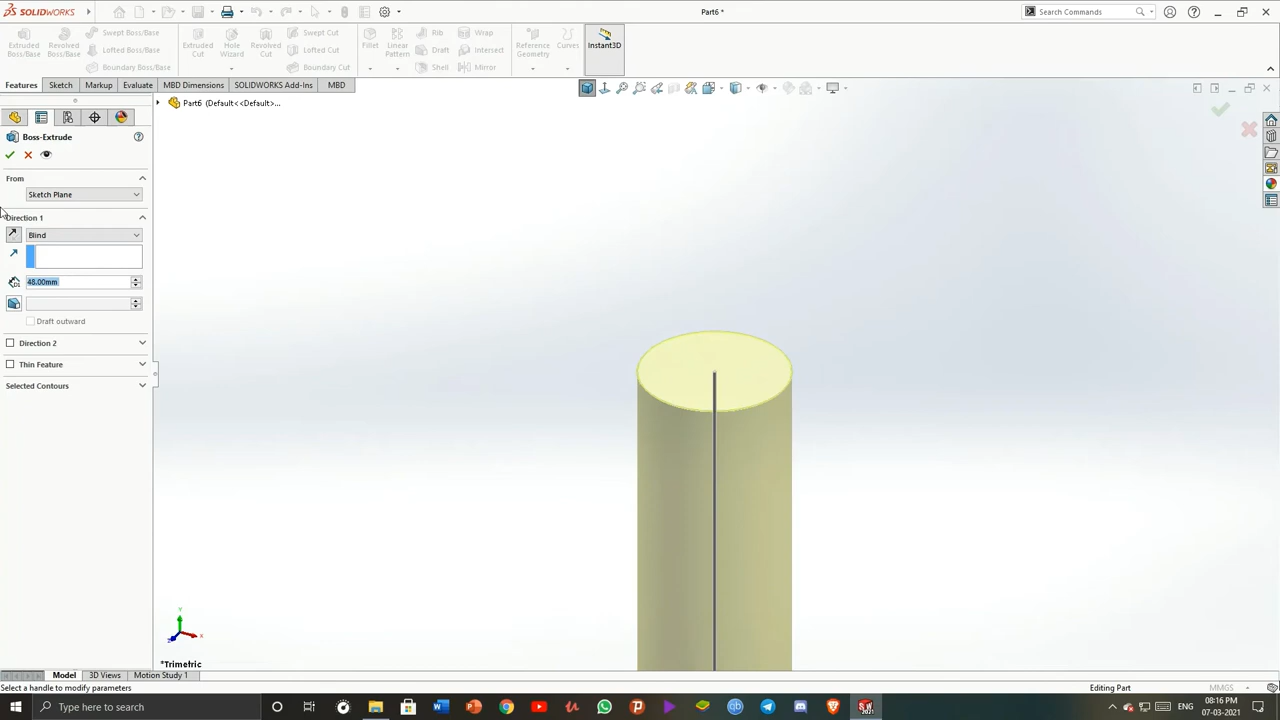 SOLIDWORKS
Part6 *
Search Commands
Extruded Boss/Base
Revolved Boss/Base
Swept Boss/Base
Lofted Boss/Base
Boundary Boss/Base
Extruded Cut
Hole Wizard
Revolved Cut
Swept Cut
Lofted Cut
Boundary Cut
Fillet
Linear Pattern
Rib
Draft
Shell
Wrap
Intersect
Mirror
Reference Geometry
Curves
Instant3D
Features
Sketch
Markup
Evaluate
MBD Dimensions
SOLIDWORKS Add-Ins
MBD
Part6 (Default<<Default>...
Boss-Extrude
From
Sketch Plane
Direction 1
Blind
48.00mm
Draft outward
Direction 2
Thin Feature
Selected Contours
Y
X
Z
*Trimetric
Model
3D Views
Motion Study 1
Select a handle to modify parameters
Editing Part
MMGS
Type here to search
ENG
08:16 PM
07-03-2021